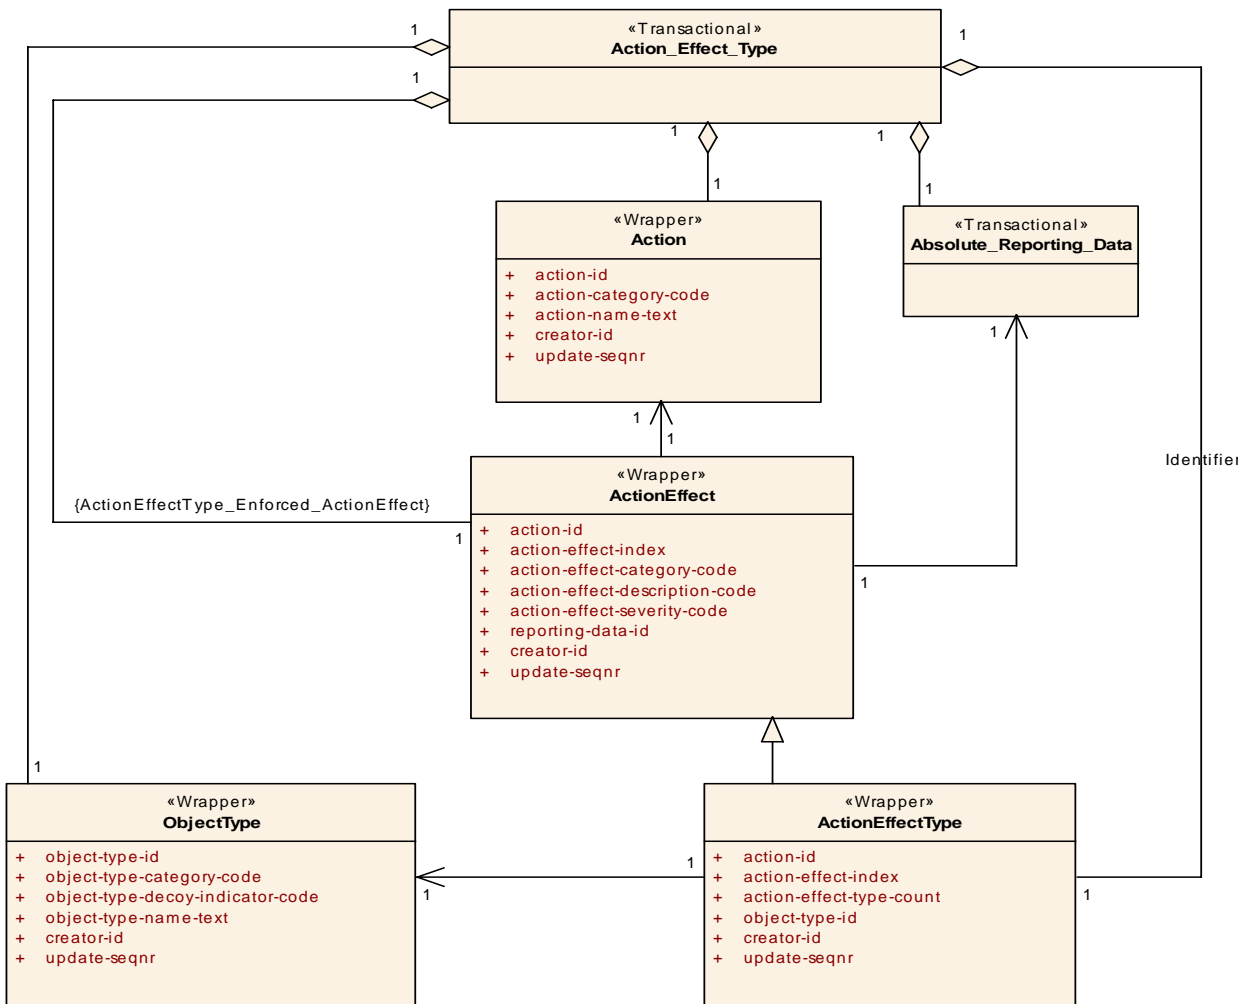 1
«Transactional»
Action_Effect_Type
1
1
1
1
1
1
«Wrapper»
Action
+ action-id
+ action-category-code
+ action-name-text
+ creator-id
+ update-seqnr
«Transactional»
Absolute_Reporting_Data
1
1
1
Identifier
«Wrapper»
ActionEffect
{ActionEffectType_Enforced_ActionEffect}
1
+ action-id
+ action-effect-index
+ action-effect-category-code
+ action-effect-description-code
+ action-effect-severity-code
+ reporting-data-id
+ creator-id
+ update-seqnr
1
1
«Wrapper»
ObjectType
+ object-type-id
+ object-type-category-code
+ object-type-decoy-indicator-code
+ object-type-name-text
+ creator-id
+ update-seqnr
1
1
«Wrapper»
ActionEffectType
+ action-id
+ action-effect-index
+ action-effect-type-count
+ object-type-id
+ creator-id
+ update-seqnr
1